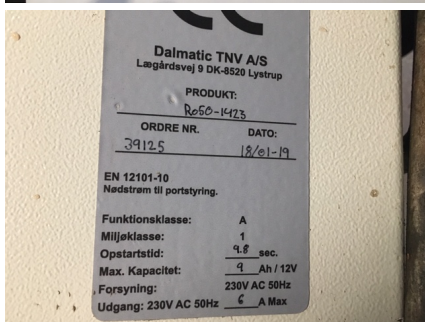 Dalmatic TNV A/S
Lægårdsvej 9 DK-8520 Lystrup
PRODUKT:
Ro50-1423
ORDRE NR. DATO:
39125 18/01-19
EN 12101-10
Nødstrøm til portstyring.
Funktionsklasse: A
Miljøklasse: 1
Opstartstid: 9.8 sec.
Max. Kapacitet: 9 Ah / 12V
Forsyning: 230V AC 50Hz
Udgang: 230V AC 50Hz 6 A Max